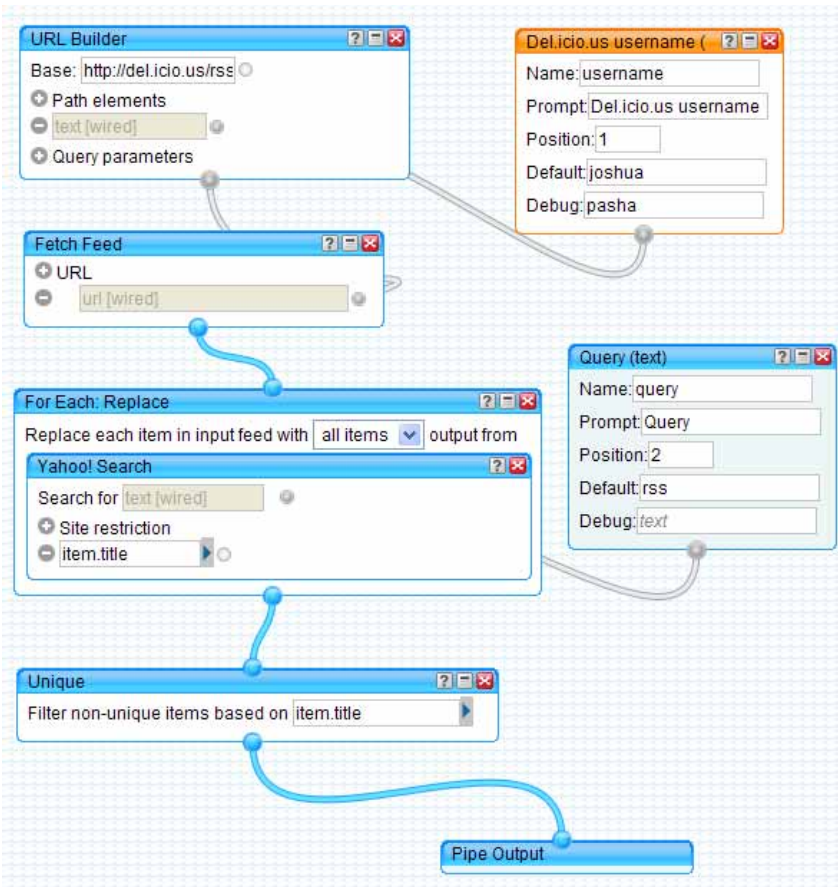 URL Builder
Base: http://del.icio.us/rss
Path elements
text [wired]
Query parameters
Del.icio.us username (
Name: username
Prompt: Del.icio.us username
Position: 1
Default: joshua
Debug: pasha
Fetch Feed
URL
url [wired]
For Each: Replace
Replace each item in input feed with all items output from
Yahoo! Search
Search for text [wired]
Site restriction
item.title
Query (text)
Name: query
Prompt: Query
Position: 2
Default: rss
Debug: text
Unique
Filter non-unique items based on item.title
Pipe Output